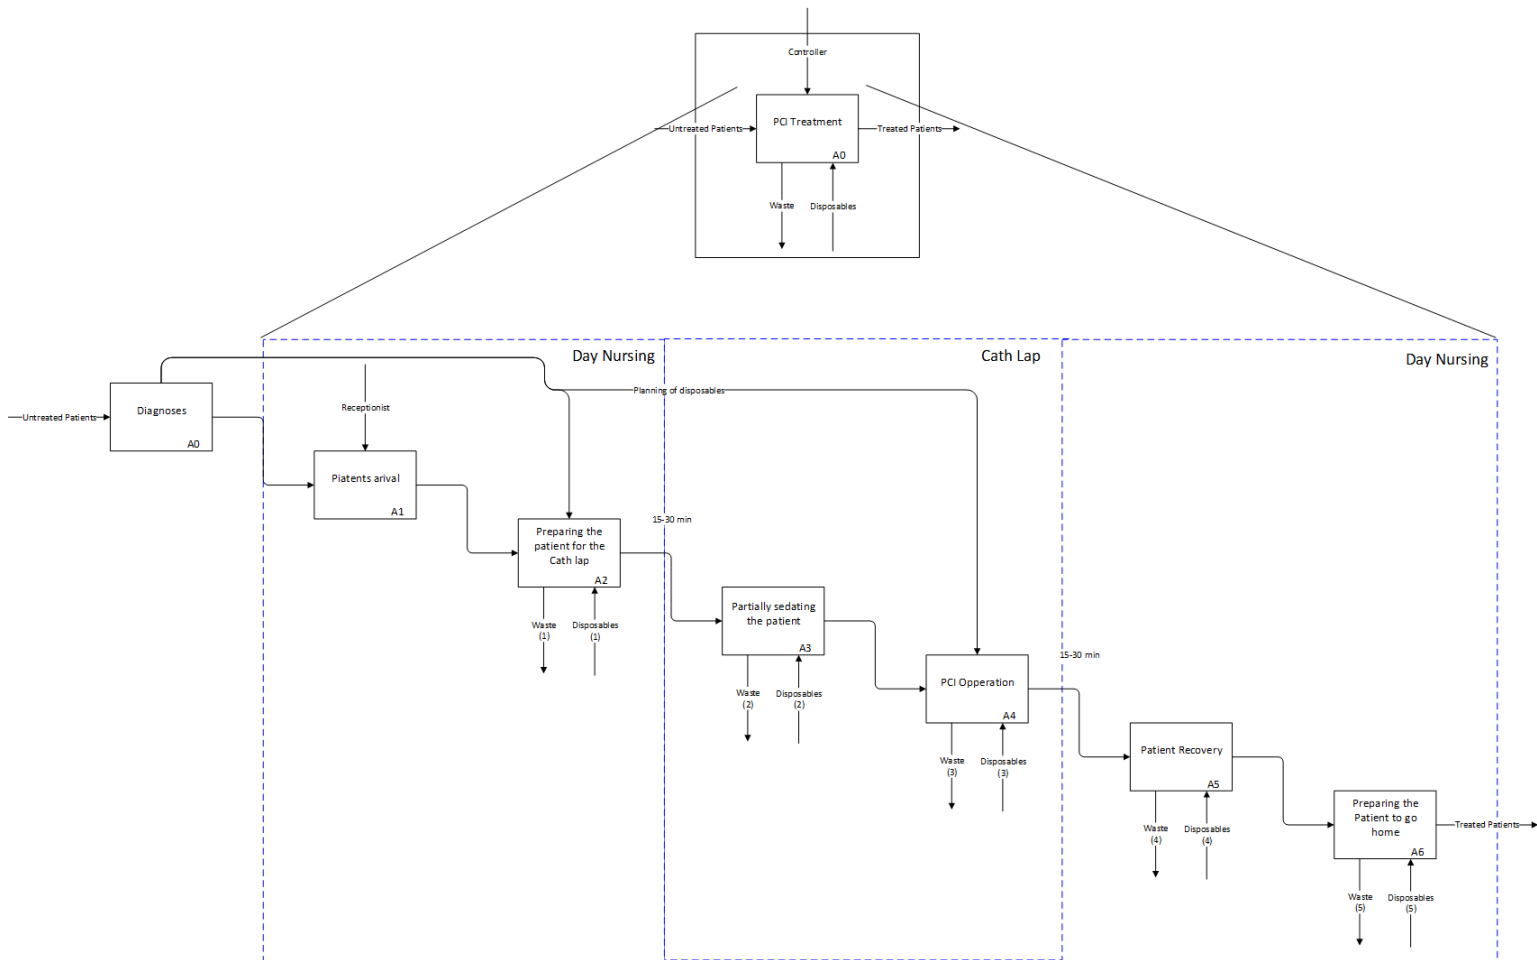 Controller
Untreated Patients
PCI Treatment
Treated Patients
A0
Waste
Disposables
Day Nursing
Cath Lap
Day Nursing
Planning of disposables
Untreated Patients
Diagnoses
A0
Receptionist
Piatents arival
A1
15-30 min
Preparing the
patient for the
Cath lap
A2
Waste
(1)
Disposables
(1)
Partially sedating
the patient
A3
Waste
(2)
Disposables
(2)
15-30 min
PCI Opperation
A4
Waste
(3)
Disposables
(3)
Patient Recovery
A5
Waste
(4)
Disposables
(4)
Preparing the
Patient to go
home
A6
Treated Patients
Waste
(5)
Disposables
(5)